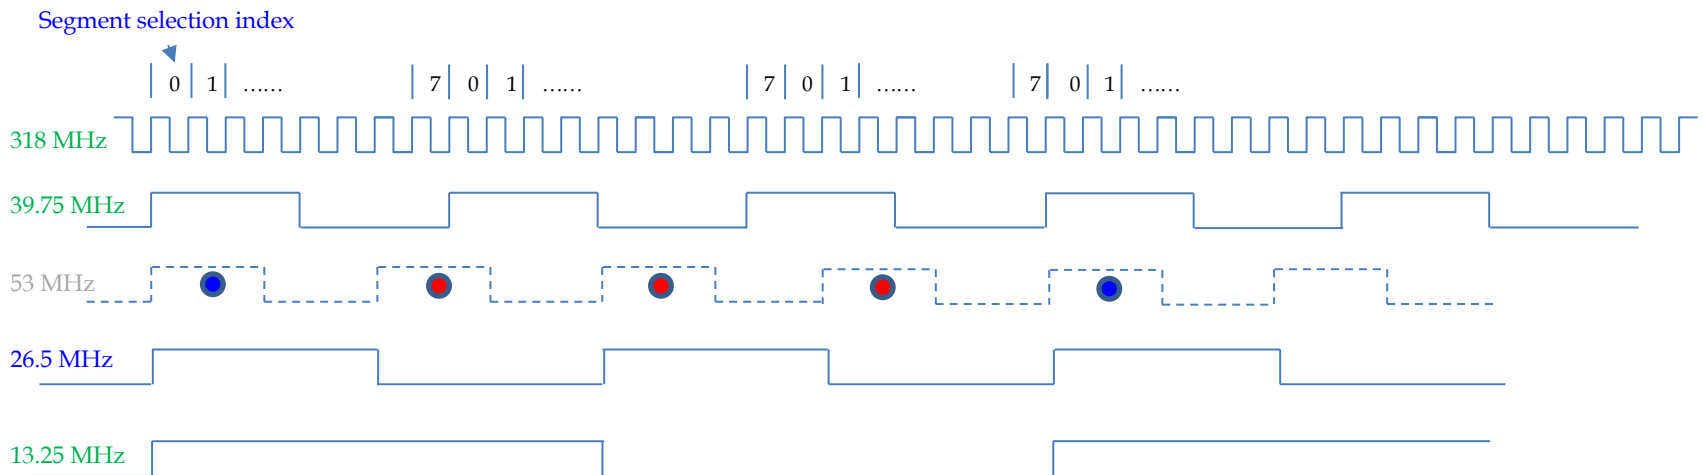 Segment selection index
0 1 ...... 7 0 1 ...... 7 0 1 ...... 7 0 1 ......
318 MHz
39.75 MHz
53 MHz
26.5 MHz
13.25 MHz